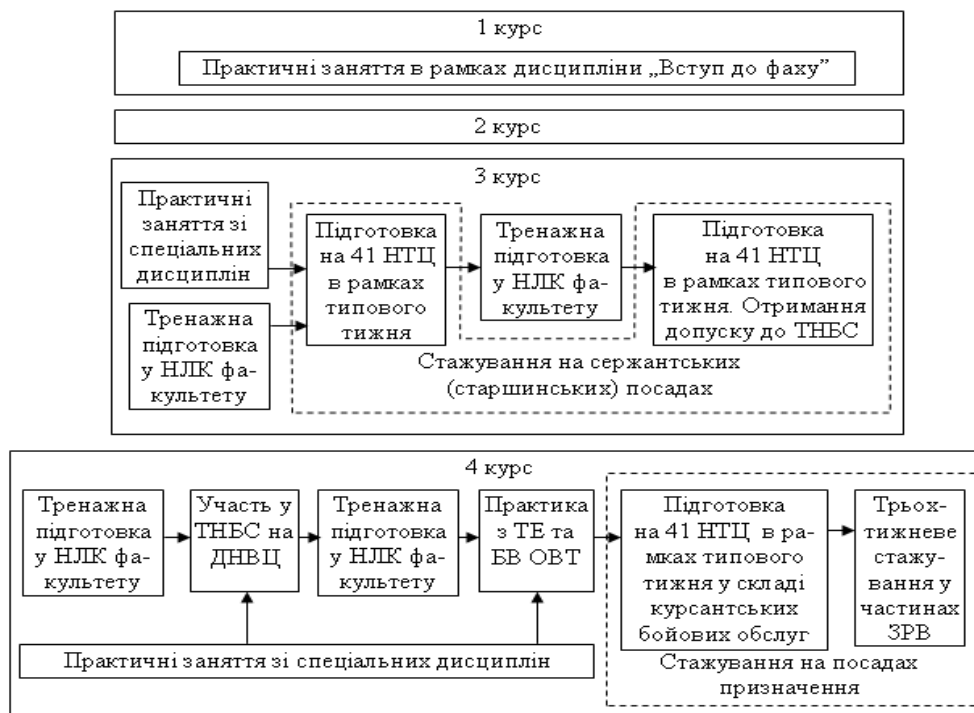 1 курс
Практичні заняття в рамках дисципліни „Вступ до фаху”
2 курс
3 курс
Практичні
заняття зі
спеціальних
дисциплін
Тренажна
підготовка
у НЛК фа-
культету
Підготовка
на 41 НТЦ
в рамках
типового
тижня
Тренажна
підготовка
у НЛК фа-
культету
Підготовка
на 41 НТЦ
в рамках типового
тижня. Отримання
допуску до ТНБС
Стажування на сержантських
(старшинських) посадах
4 курс
Тренажна
підготовка
у НЛК фа-
культету
Участь у
ТНБС на
ДНВЦ
Тренажна
підготовка
у НЛК фа-
культету
Практика
з ТЕ та
БВ ОВТ
Підготовка
на 41 НТЦ в ра-
мках типового
тижня у складі
курсантських
бойових обслуг
Трьох-
тижневе
стажу-
вання у
частинах
ЗРВ
Практичні заняття зі спеціальних дисциплін
Стажування на посадах
призначення